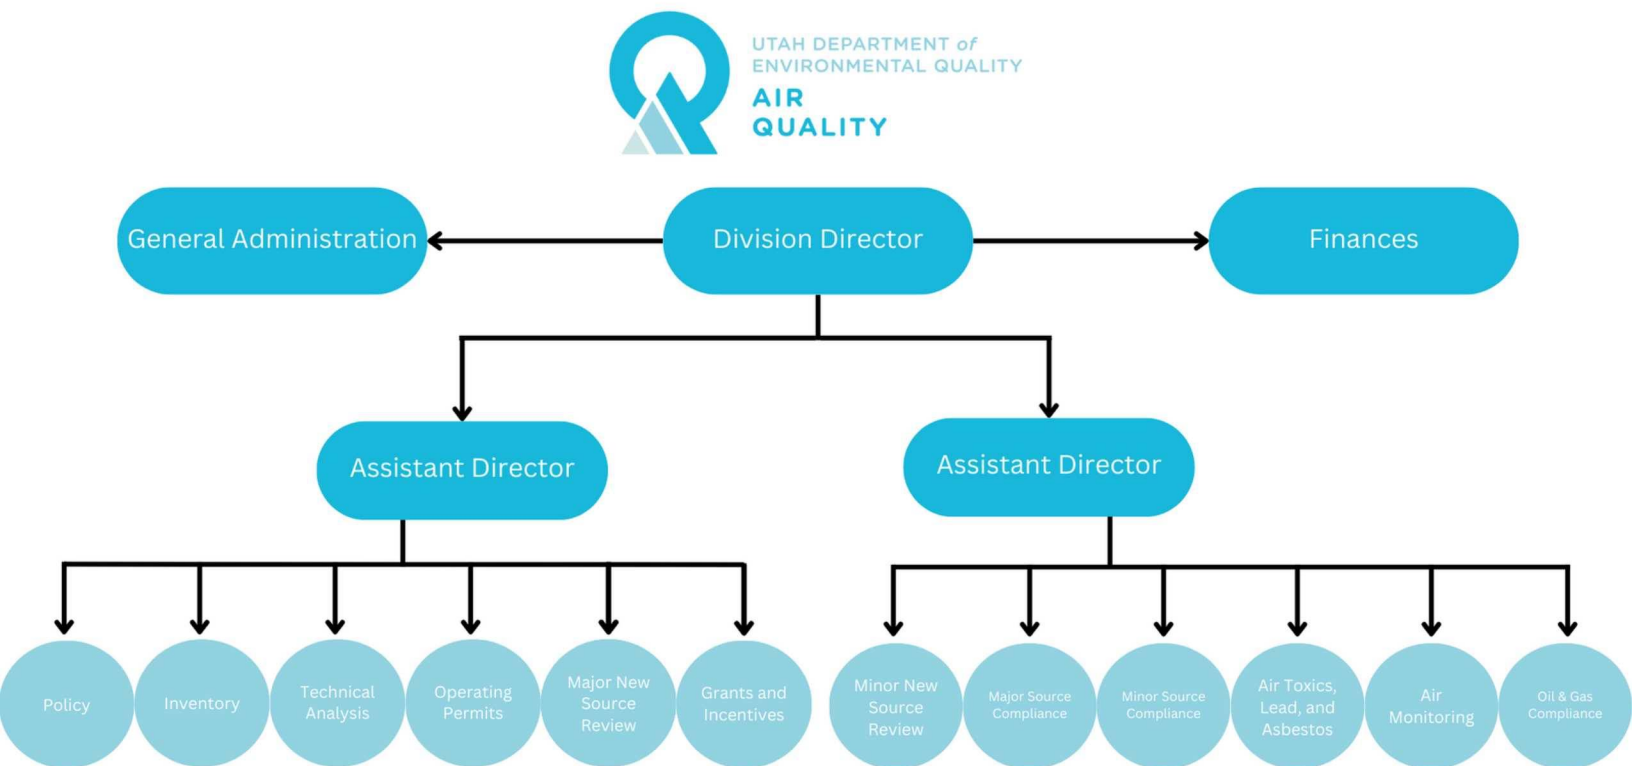 UTAH DEPARTMENT of
ENVIRONMENTAL QUALITY
AIR
QUALITY
General Administration
Division Director
Finances
Assistant Director
Assistant Director
Policy
Inventory
Technical
Analysis
Operating
Permits
Major New
Source
Review
Grants and
Incentives
Minor New
Source
Review
Major Source
Compliance
Minor Source
Compliance
Air Toxics,
Lead, and
Asbestos
Air
Monitoring
Oil & Gas
Compliance